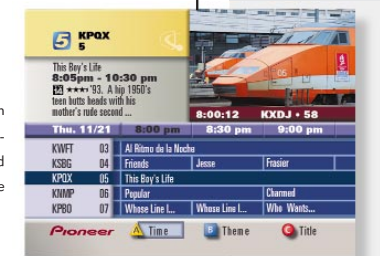 5 KPQX
5
This Boy's Life
8:05pm - 10:30 pm
14 ★★★½ '93. A hip 1950's
teen butts heads with his
mother's rude second ...
8:00:12 KXDJ • 58
Thu. 11/21 8:00 pm 8:30 pm 9:00 pm
KWFT 03 Al Ritmo de la Noche
KSBG 04 Friends Jesse Frasier
KPQX 05 This Boy's Life
KNMP 06 Popular Charmed
KPBO 07 Whose Line I... Whose Line I... Who Wants...
Pioneer A Time B Theme C Title